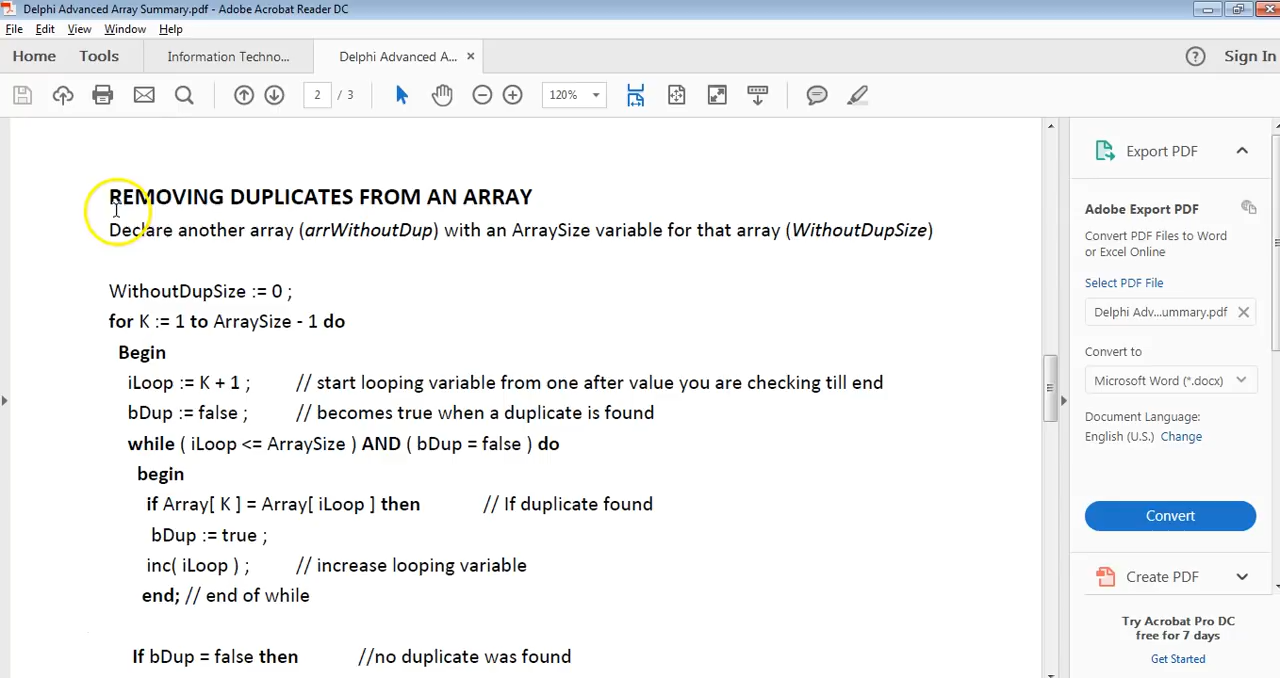 Delphi Advanced Array Summary.pdf - Adobe Acrobat Reader DC
File Edit View Window Help
Home Tools Information Techno... Delphi Advanced A... × ? Sign In
2 / 3 120%
REMOVING DUPLICATES FROM AN ARRAY
Declare another array (arrWithoutDup) with an ArraySize variable for that array (WithoutDupSize)
WithoutDupSize := 0 ;
for K := 1 to ArraySize - 1 do
Begin
iLoop := K + 1 ; // start looping variable from one after value you are checking till end
bDup := false ; // becomes true when a duplicate is found
while ( iLoop <= ArraySize ) AND ( bDup = false ) do
begin
if Array[ K ] = Array[ iLoop ] then // If duplicate found
bDup := true ;
inc( iLoop ) ; // increase looping variable
end; // end of while
If bDup = false then //no duplicate was found
Export PDF
Adobe Export PDF
Convert PDF Files to Word
or Excel Online
Select PDF File
Delphi Adv...ummary.pdf ×
Convert to
Microsoft Word (*.docx)
Document Language:
English (U.S.) Change
Convert
Create PDF
Try Acrobat Pro DC
free for 7 days
Get Started